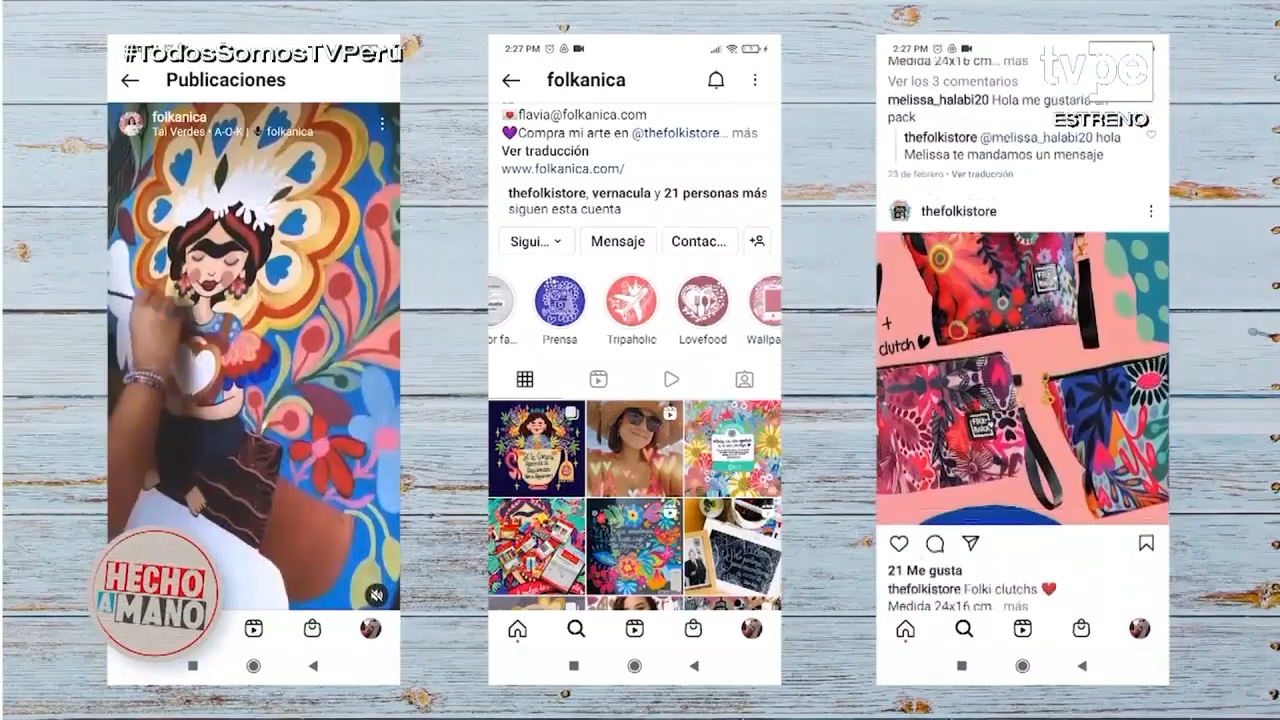 #TodosSomosTVPerú
Publicaciones
folkanica
Tai Verdes • A-O-K |
folkanica
HECHO
A MANO
2:27 PM
folkanica
flavia@folkanica.com
Compra mi arte en @thefolkistore... más
Ver traducción
www.folkanica.com/
thefolkistore, vernacula y 21 personas más
siguen esta cuenta
Sigui...
Mensaje
Contac...
or fa...
Prensa
Tripaholic
Lovefood
Wallpa
2:27 PM
tvpe
ESTRENO
Medida 24x16 cm... más
Ver los 3 comentarios
melissa_halabi20 Hola me gustaría un
pack
thefolkistore @melissa_halabi20 hola
Melissa te mandamos un mensaje
23 de febrero • Ver traducción
thefolkistore
+
clutch
21 Me gusta
thefolkistore Folki clutchs
Medida 24x16 cm... más